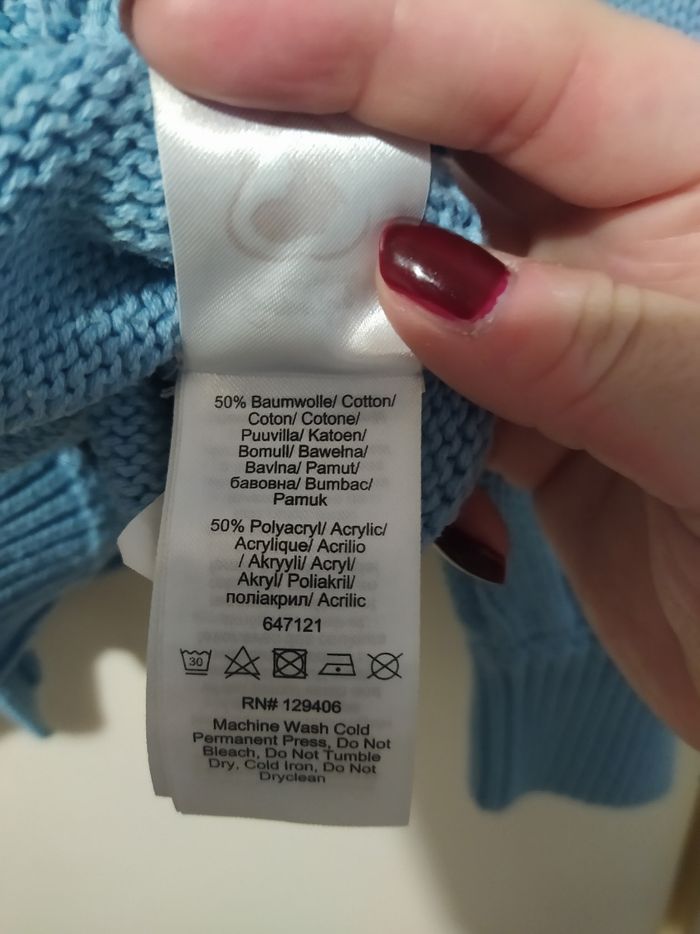 50% Baumwolle/ Cotton/
Coton/ Cotone/
Puuvilla/ Katoen/
Bomull/ Bawełna/
Bavlna/ Pamut/
бавовна/ Bumbac/
Pamuk
50% Polyacryl/ Acrylic/
Acrylique/ Acrilio
/ Akryyli/ Acryl/
Akryl/ Poliakril/
поліакрил/ Acrilic
647121
30
RN# 129406
Machine Wash Cold
Permanent Press, Do Not
Bleach, Do Not Tumble
Dry, Cold Iron, Do Not
Dryclean